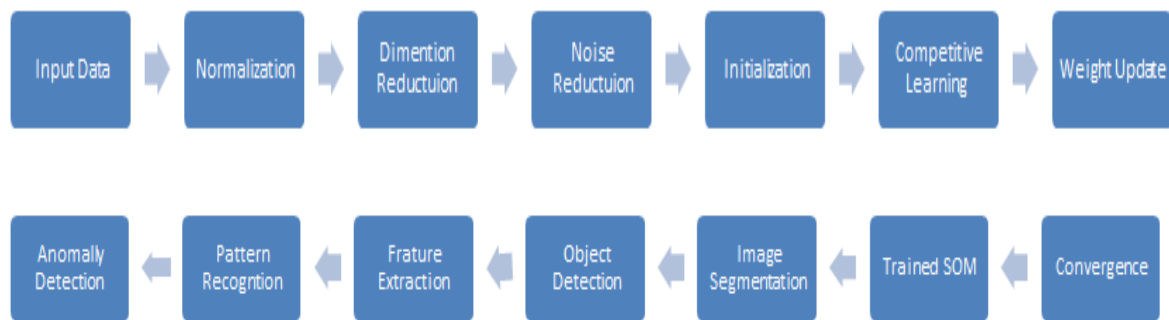 Input Data
Normalization
Dimention
Reductuion
Noise
Reductuion
Initialization
Competitive
Learning
Weight Update
Anomally
Detection
Pattern
Recogntion
Frature
Extraction
Object
Detection
Image
Segmentation
Trained SOM
Convergence